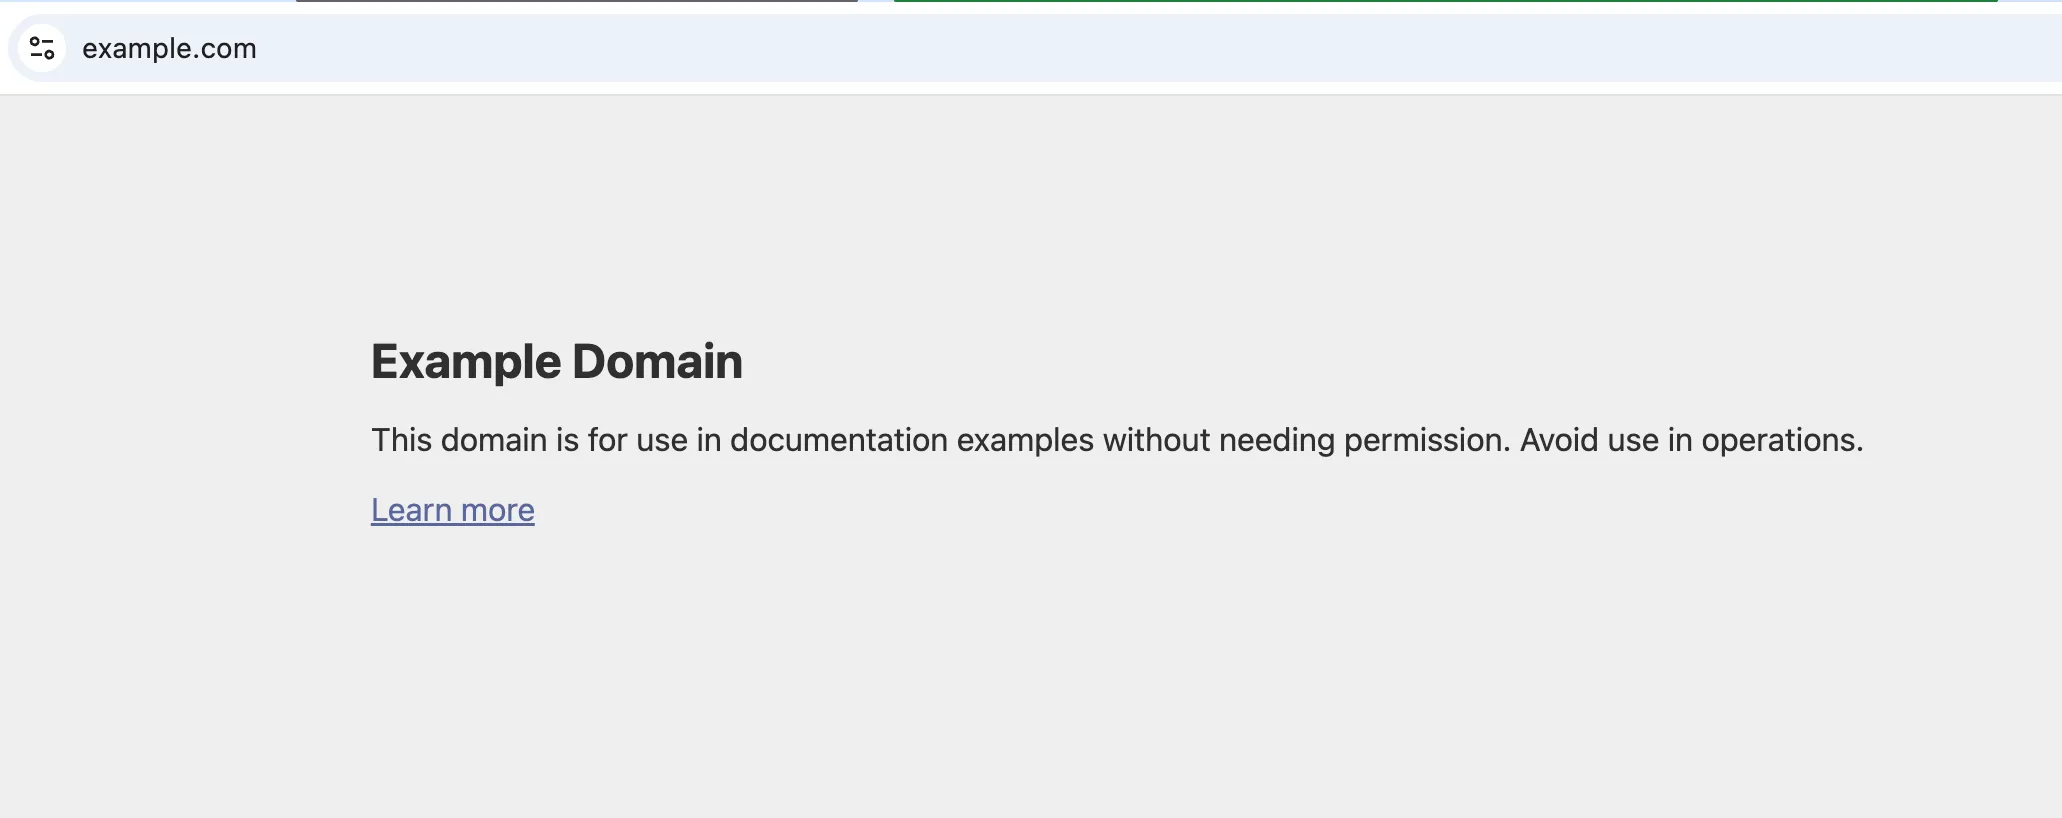 example.com
Example Domain
This domain is for use in documentation examples without needing permission. Avoid use in operations.
Learn more